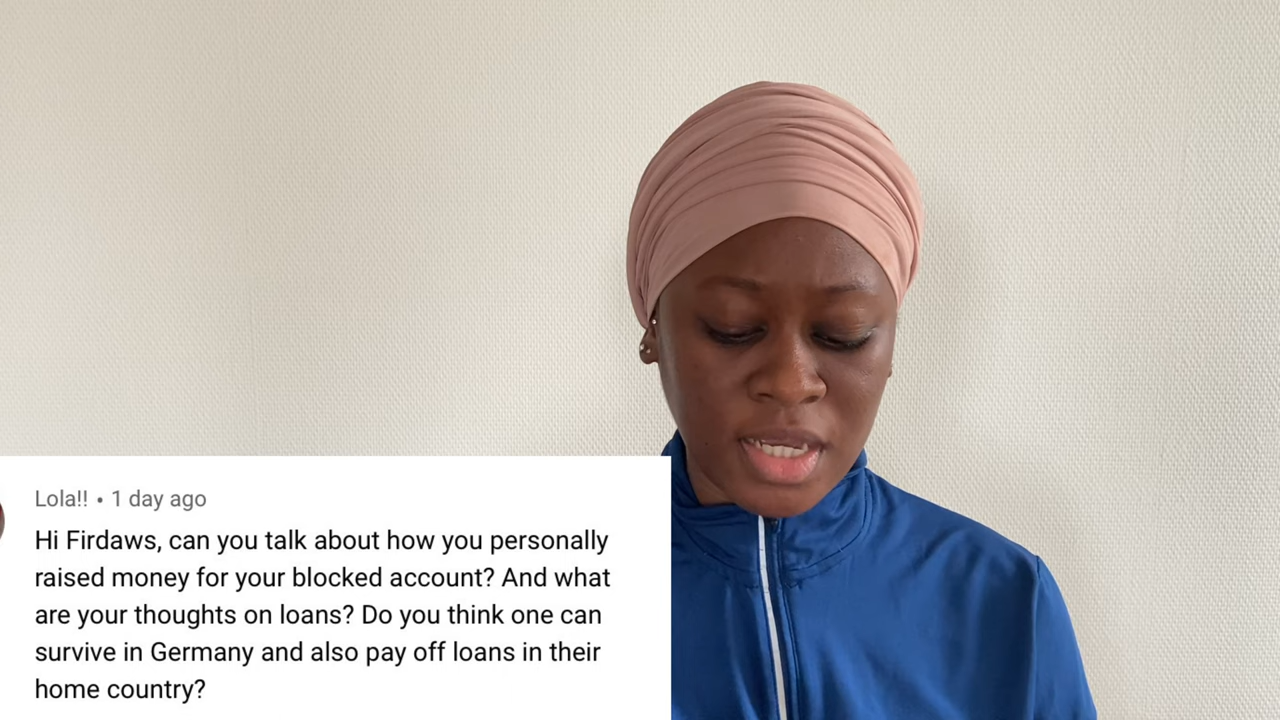 Lola!! • 1 day ago
Hi Firdaws, can you talk about how you personally
raised money for your blocked account? And what
are your thoughts on loans? Do you think one can
survive in Germany and also pay off loans in their
home country?